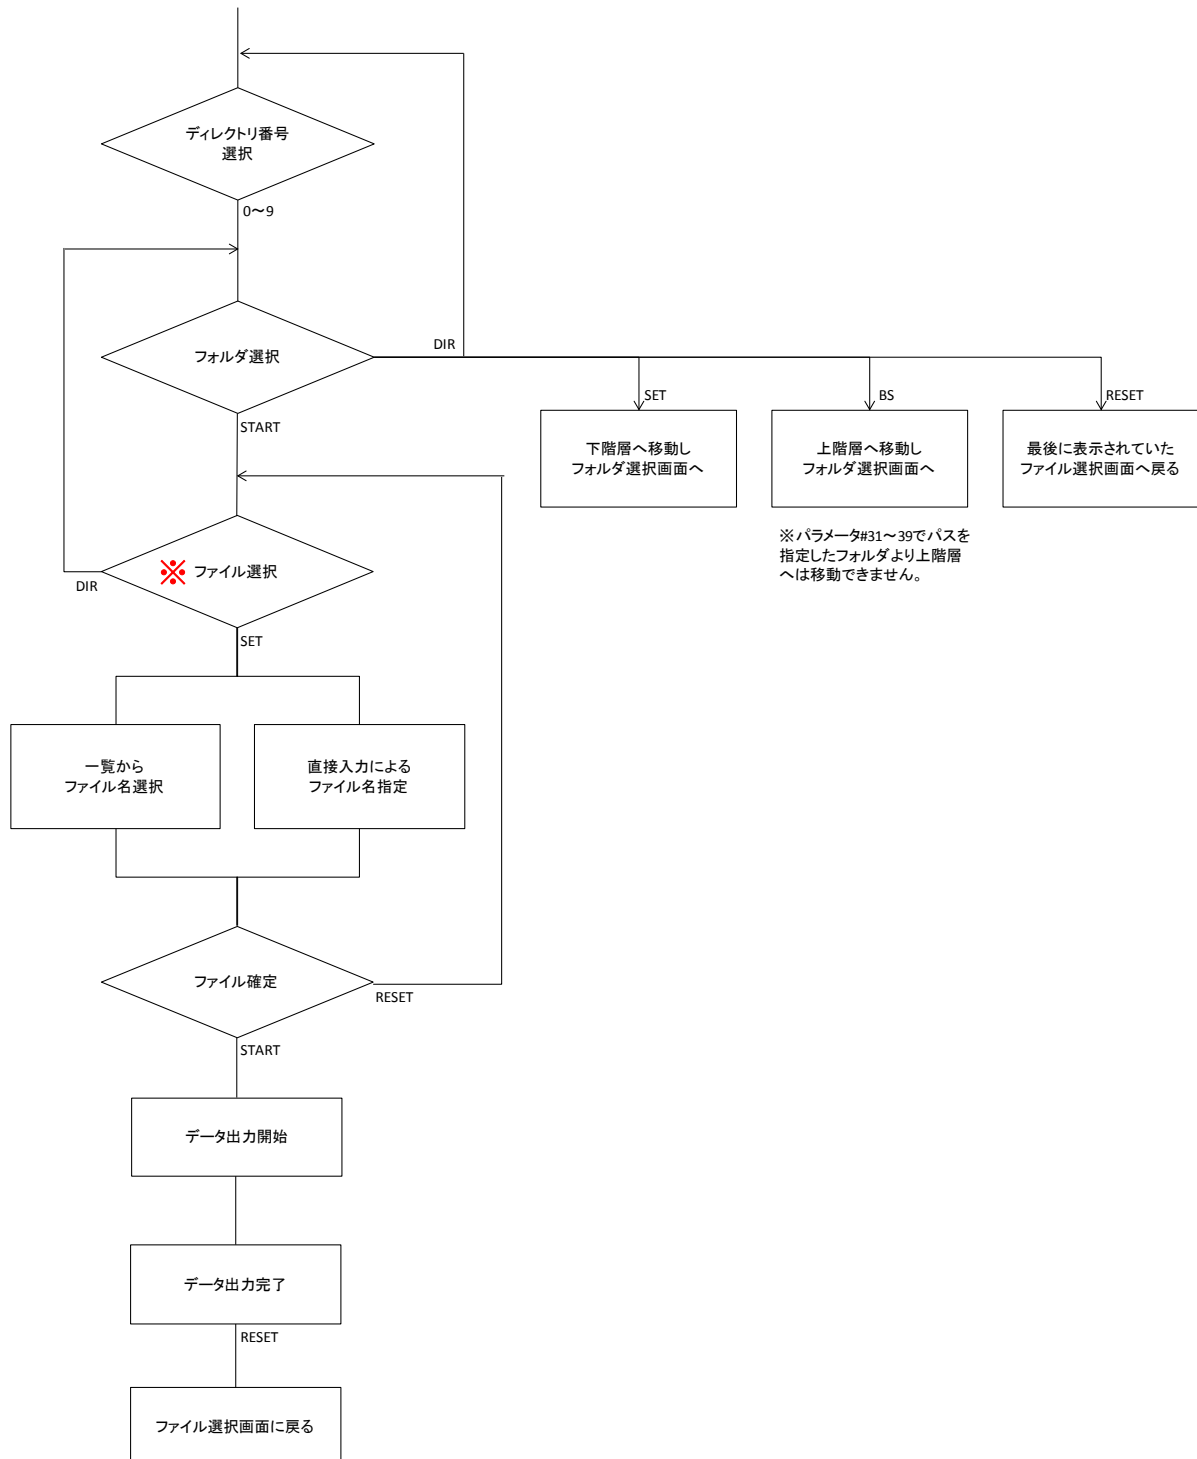 ディレクトリ番号
選択
0～9
フォルダ選択
DIR
START
SET
BS
RESET
下階層へ移動し
フォルダ選択画面へ
上階層へ移動し
フォルダ選択画面へ
最後に表示されていた
ファイル選択画面へ戻る
※パラメータ#31～39でパスを
指定したフォルダより上階層
へは移動できません。
※ ファイル選択
DIR
SET
一覧から
ファイル名選択
直接入力による
ファイル名指定
ファイル確定
RESET
START
データ出力開始
データ出力完了
RESET
ファイル選択画面に戻る